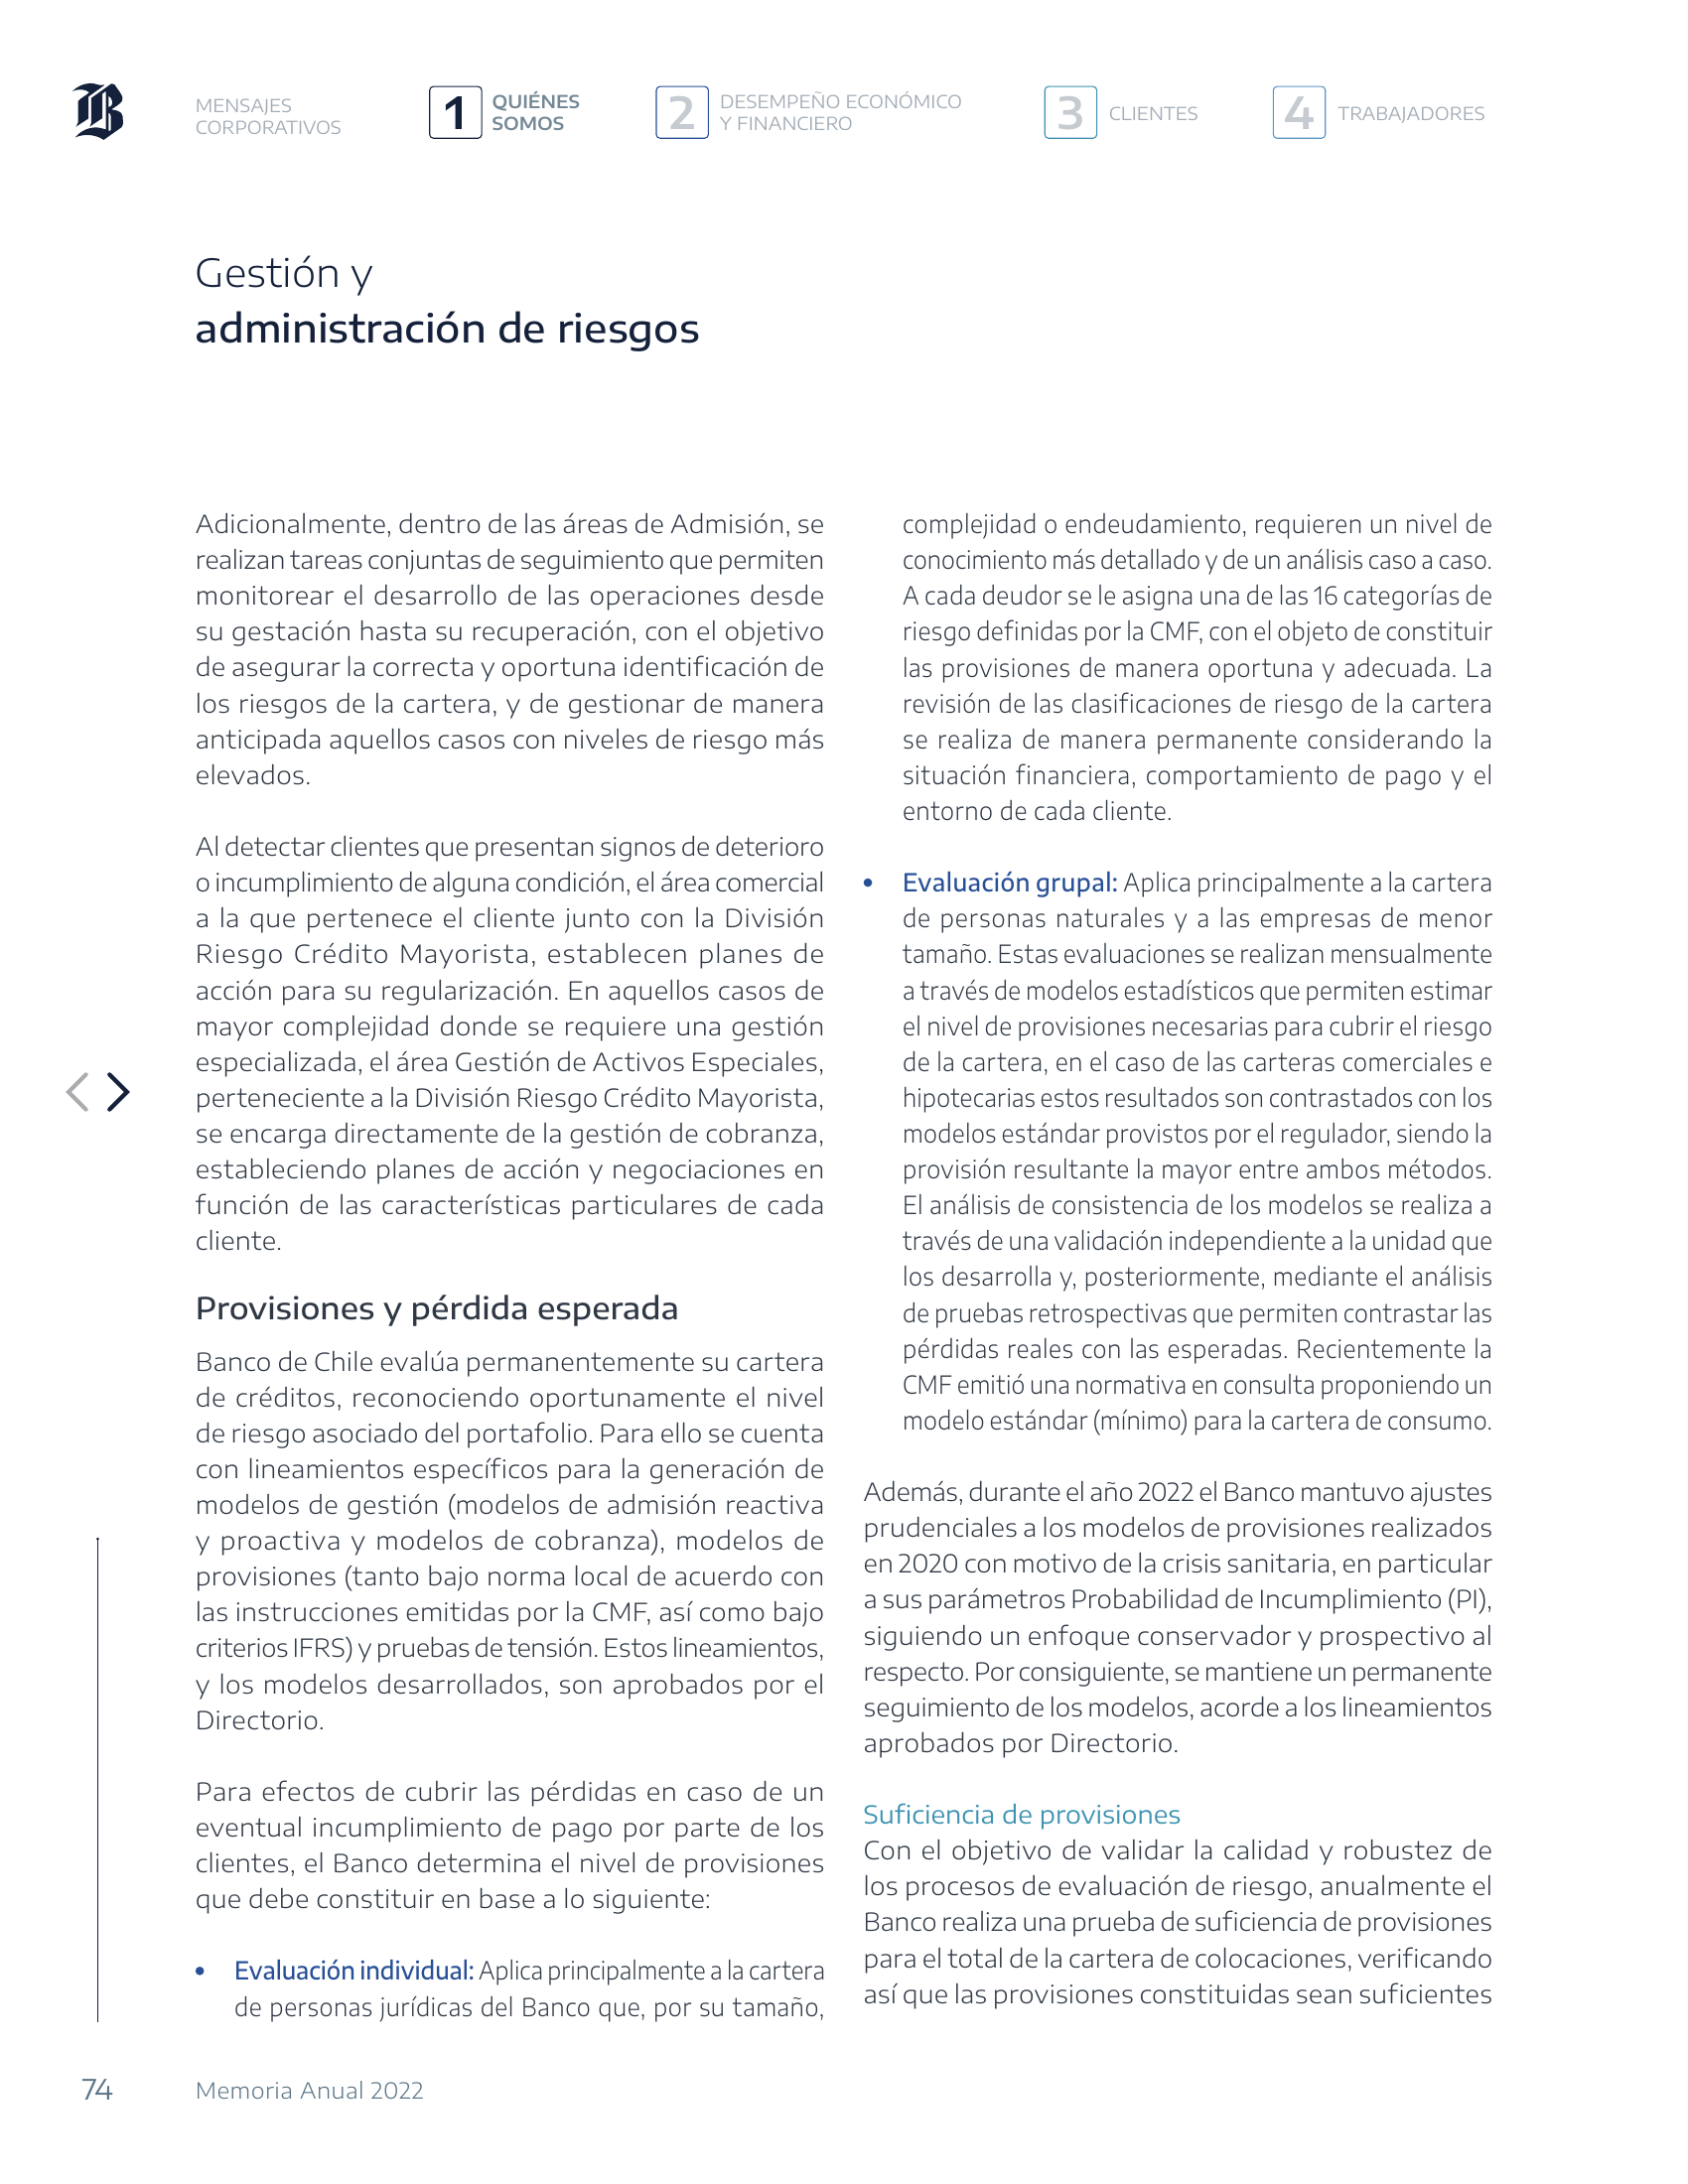 B
MENSAJES
CORPORATIVOS
1
QUIÉNES
SOMOS
2
DESEMPEÑO ECONÓMICO
Y FINANCIERO
3
CLIENTES
4
TRABAJADORES
Gestión y
administración de riesgos
Adicionalmente, dentro de las áreas de Admisión, se
realizan tareas conjuntas de seguimiento que permiten
monitorear el desarrollo de las operaciones desde
su gestación hasta su recuperación, con el objetivo
de asegurar la correcta y oportuna identificación de
los riesgos de la cartera, y de gestionar de manera
anticipada aquellos casos con niveles de riesgo más
elevados.
Al detectar clientes que presentan signos de deterioro
o incumplimiento de alguna condición, el área comercial
a la que pertenece el cliente junto con la División
Riesgo Crédito Mayorista, establecen planes de
acción para su regularización. En aquellos casos de
mayor complejidad donde se requiere una gestión
especializada, el área Gestión de Activos Especiales,
perteneciente a la División Riesgo Crédito Mayorista,
se encarga directamente de la gestión de cobranza,
estableciendo planes de acción y negociaciones en
función de las características particulares de cada
cliente.
Provisiones y pérdida esperada
Banco de Chile evalúa permanentemente su cartera
de créditos, reconociendo oportunamente el nivel
de riesgo asociado del portafolio. Para ello se cuenta
con lineamientos específicos para la generación de
modelos de gestión (modelos de admisión reactiva
y proactiva y modelos de cobranza), modelos de
provisiones (tanto bajo norma local de acuerdo con
las instrucciones emitidas por la CMF, así como bajo
criterios IFRS) y pruebas de tensión. Estos lineamientos,
y los modelos desarrollados, son aprobados por el
Directorio.
Para efectos de cubrir las pérdidas en caso de un
eventual incumplimiento de pago por parte de los
clientes, el Banco determina el nivel de provisiones
que debe constituir en base a lo siguiente:
• Evaluación individual: Aplica principalmente a la cartera
de personas jurídicas del Banco que, por su tamaño,
complejidad o endeudamiento, requieren un nivel de
conocimiento más detallado y de un análisis caso a caso.
A cada deudor se le asigna una de las 16 categorías de
riesgo definidas por la CMF, con el objeto de constituir
las provisiones de manera oportuna y adecuada. La
revisión de las clasificaciones de riesgo de la cartera
se realiza de manera permanente considerando la
situación financiera, comportamiento de pago y el
entorno de cada cliente.
• Evaluación grupal: Aplica principalmente a la cartera
de personas naturales y a las empresas de menor
tamaño. Estas evaluaciones se realizan mensualmente
a través de modelos estadísticos que permiten estimar
el nivel de provisiones necesarias para cubrir el riesgo
de la cartera, en el caso de las carteras comerciales e
hipotecarias estos resultados son contrastados con los
modelos estándar provistos por el regulador, siendo la
provisión resultante la mayor entre ambos métodos.
El análisis de consistencia de los modelos se realiza a
través de una validación independiente a la unidad que
los desarrolla y, posteriormente, mediante el análisis
de pruebas retrospectivas que permiten contrastar las
pérdidas reales con las esperadas. Recientemente la
CMF emitió una normativa en consulta proponiendo un
modelo estándar (mínimo) para la cartera de consumo.
Además, durante el año 2022 el Banco mantuvo ajustes
prudenciales a los modelos de provisiones realizados
en 2020 con motivo de la crisis sanitaria, en particular
a sus parámetros Probabilidad de Incumplimiento (PI),
siguiendo un enfoque conservador y prospectivo al
respecto. Por consiguiente, se mantiene un permanente
seguimiento de los modelos, acorde a los lineamientos
aprobados por Directorio.
Suficiencia de provisiones
Con el objetivo de validar la calidad y robustez de
los procesos de evaluación de riesgo, anualmente el
Banco realiza una prueba de suficiencia de provisiones
para el total de la cartera de colocaciones, verificando
así que las provisiones constituidas sean suficientes
74
Memoria Anual 2022